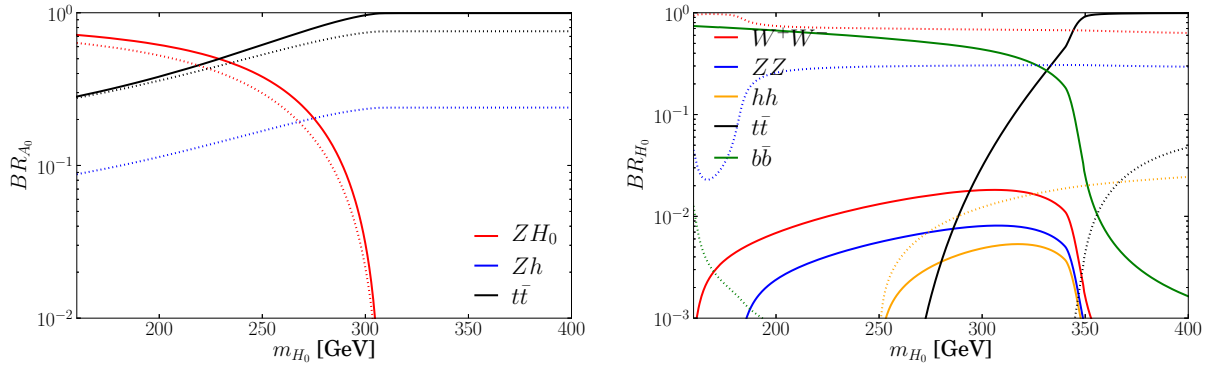 BR_{A_0}
10^0
10^{-1}
10^{-2}
ZH_0
Zh
tt̄
200 250 300 350 400
m_{H_0} [GeV]
BR_{H_0}
10^0
10^{-1}
10^{-2}
10^{-3}
W^+W^-
ZZ
hh
tt̄
bb̄
200 250 300 350 400
m_{H_0} [GeV]